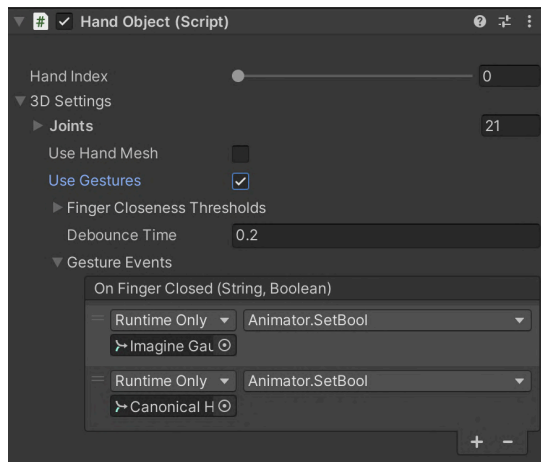 # Hand Object (Script)
Hand Index 0
3D Settings
Joints 21
Use Hand Mesh
Use Gestures
Finger Closeness Thresholds
Debounce Time 0.2
Gesture Events
On Finger Closed (String, Boolean)
Runtime Only Animator.SetBool
Imagine Gau
Runtime Only Animator.SetBool
Canonical H
+ -